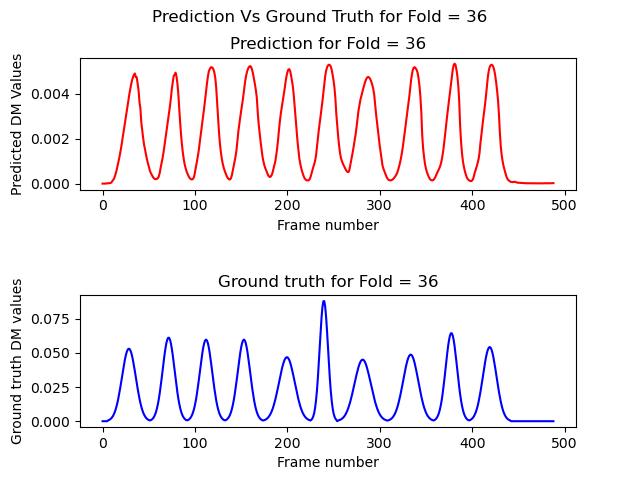 Prediction Vs Ground Truth for Fold = 36
Prediction for Fold = 36
Predicted DM Values
0.004
0.002
0.000
0
100
200
300
400
500
Frame number
Ground truth for Fold = 36
Ground truth DM values
0.075
0.050
0.025
0.000
0
100
200
300
400
500
Frame number